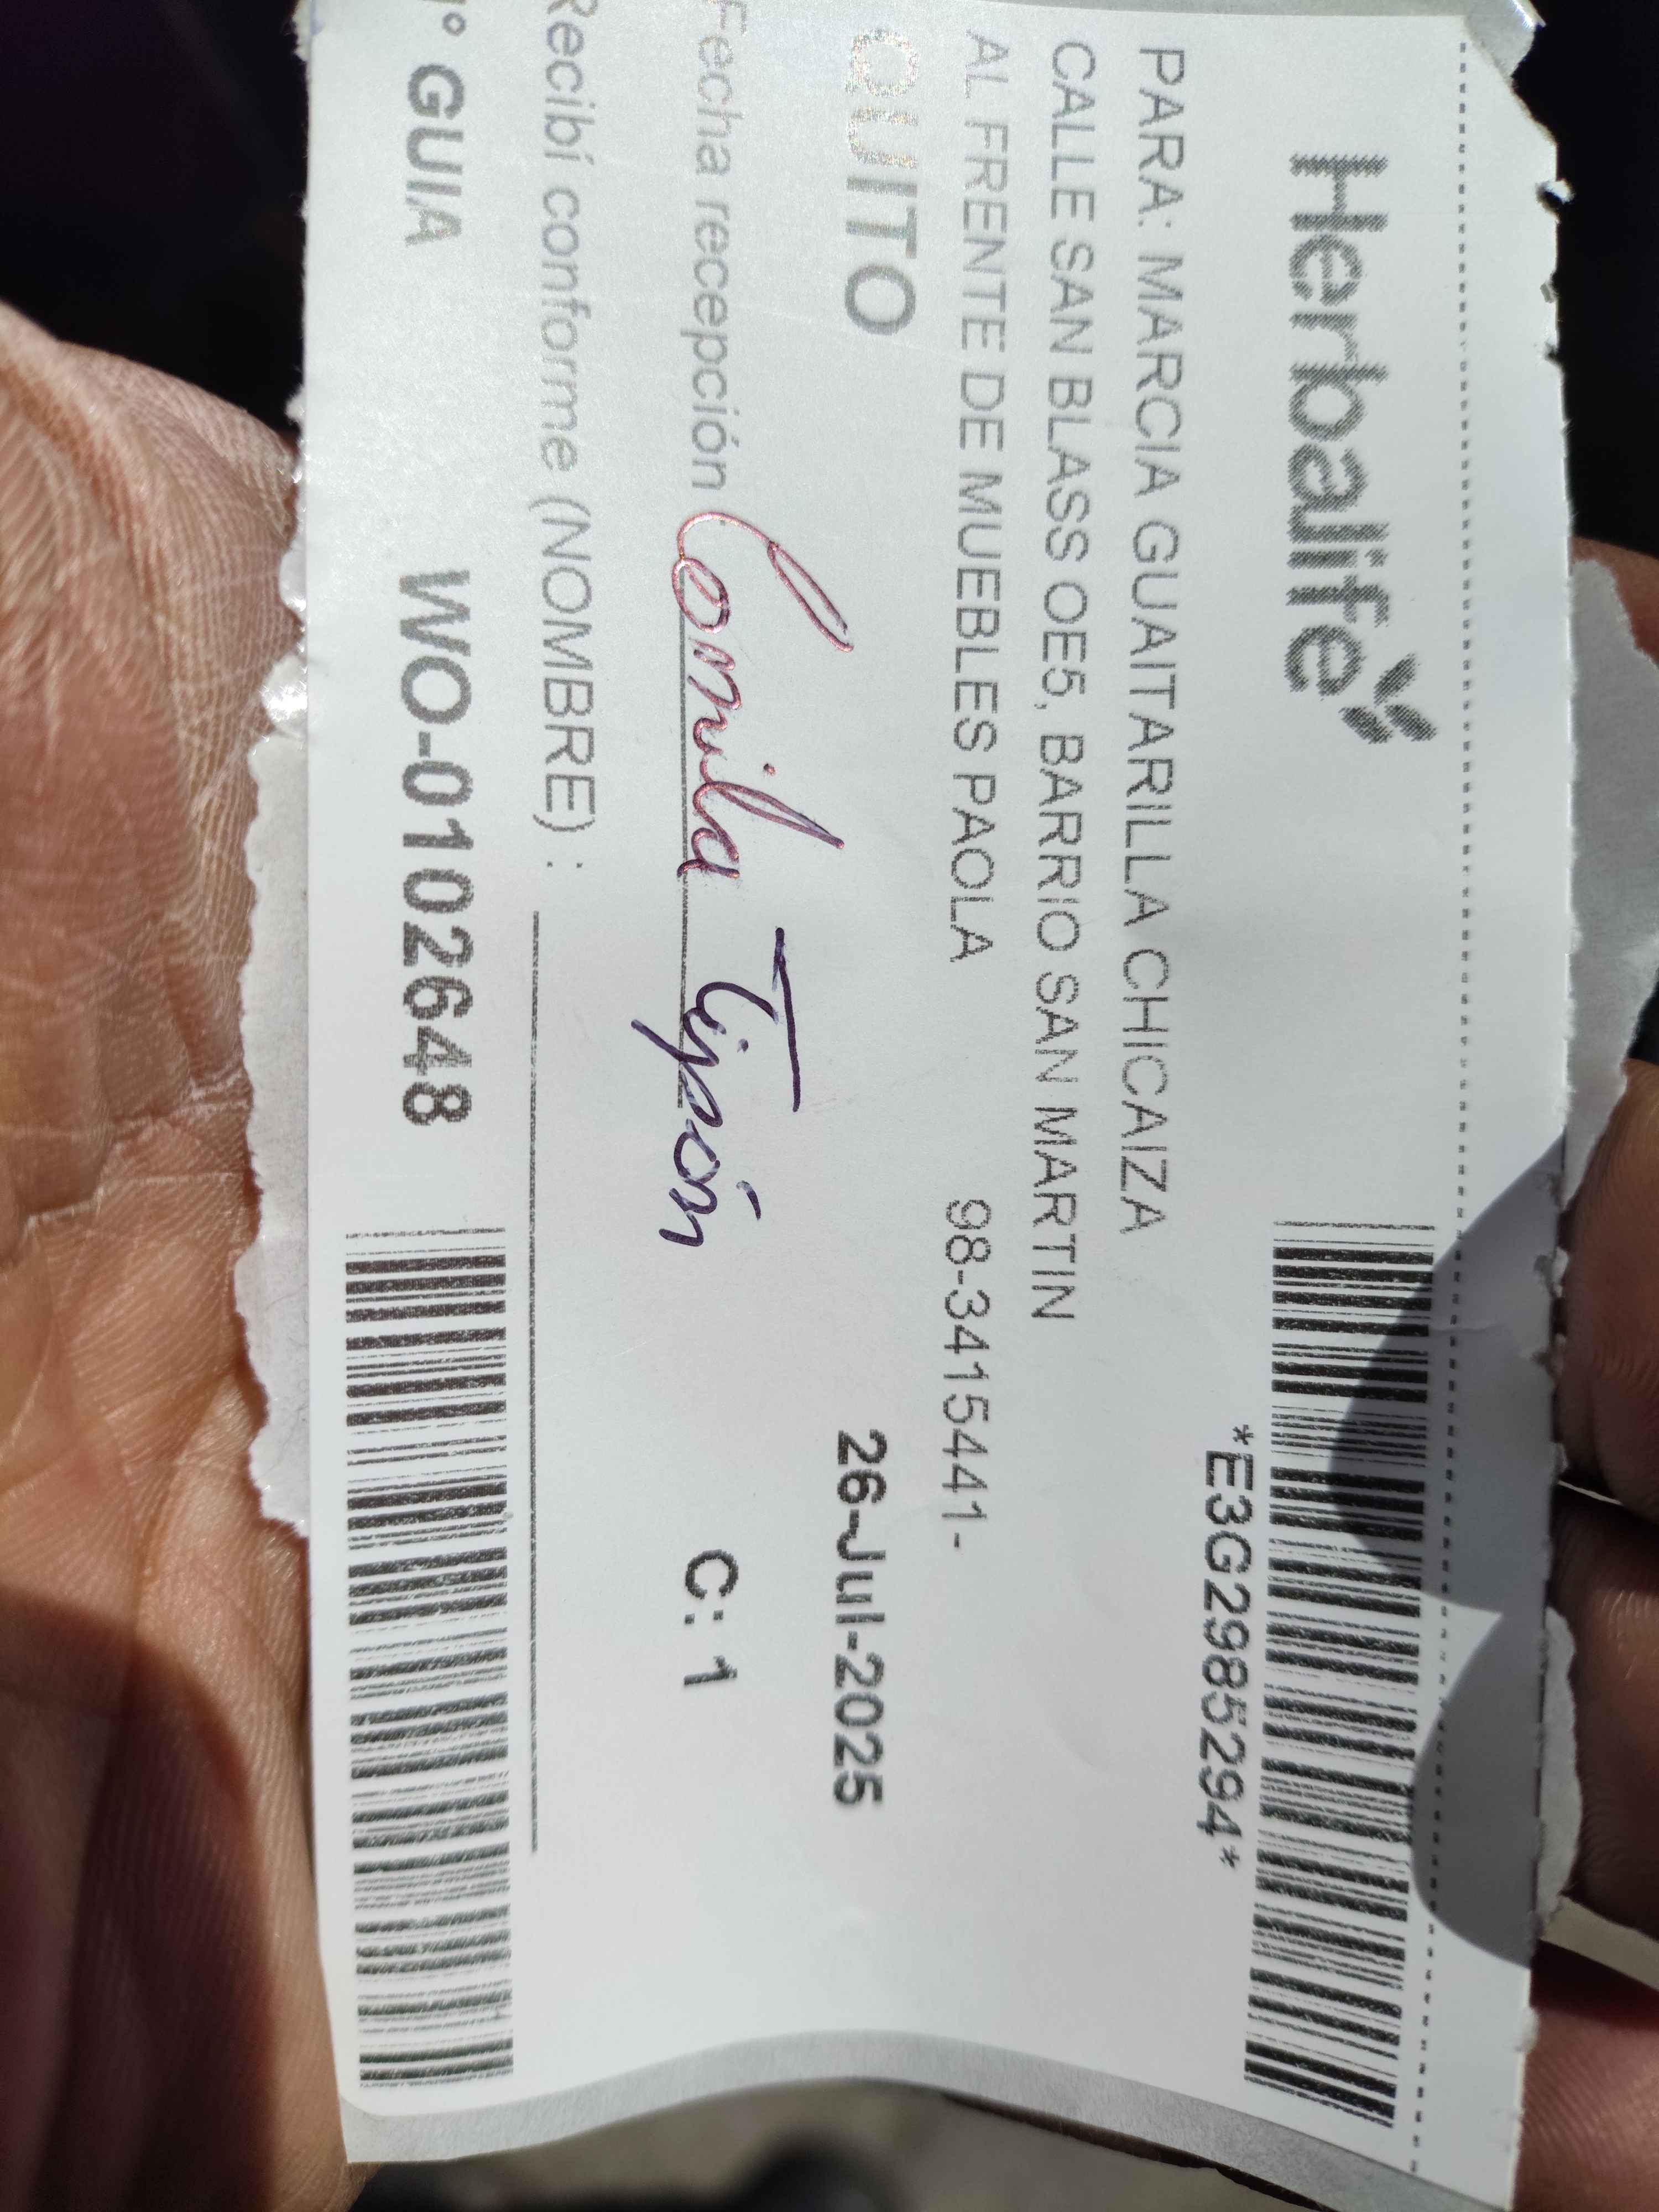 Herbalife
*E3G2985294*
PARA: MARCIA GUAITARILLA CHICAIZA
CALLE SAN BLASS OE5, BARRIO SAN MARTIN
AL FRENTE DE MUEBLES PAOLA 98-3415441-
QUITO 26-Jul-2025
Fecha recepción Camila Tipán C: 1
Recibí conforme (NOMBRE) :
N° GUIA WO-0102648